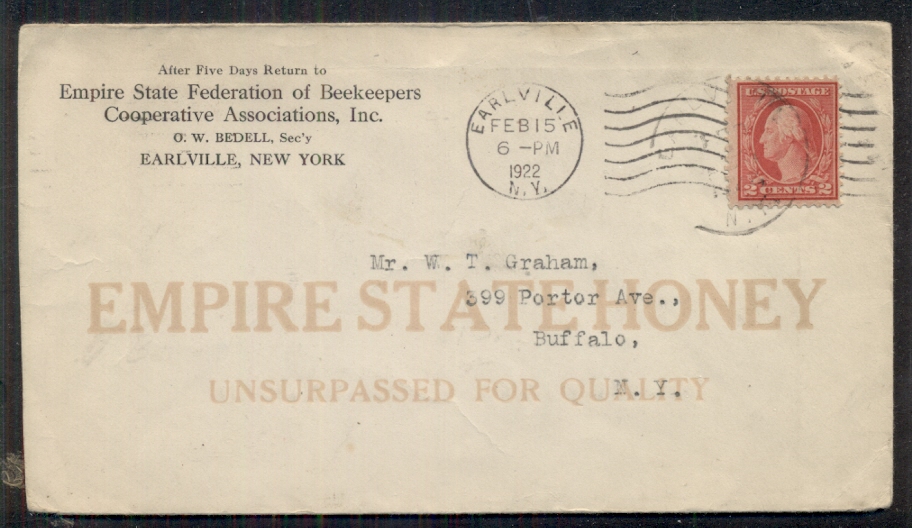 After Five Days Return to
Empire State Federation of Beekeepers
Cooperative Associations, Inc.
O. W. BEDELL, Sec'y
EARLVILLE, NEW YORK
EARLVILLE
FEB 15
6 -PM
1922
N.Y.
U.S. POSTAGE
2 CENTS 2
Mr. W. T. Graham,
399 Portor Ave.,
Buffalo,
N.Y.
EMPIRE STATE HONEY
UNSURPASSED FOR QUALITY